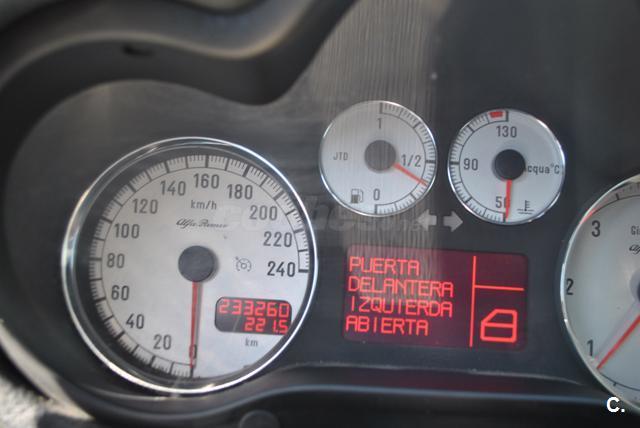 JTD
1
1/2
0
130
90
acqua°C
50
km/h
0
20
40
60
80
100
120
140
160
180
200
220
240
Alfa Romeo
233260
221.5
km
PUERTA
DELANTERA
IZQUIERDA
ABIERTA
3
2
1
Gi
C.